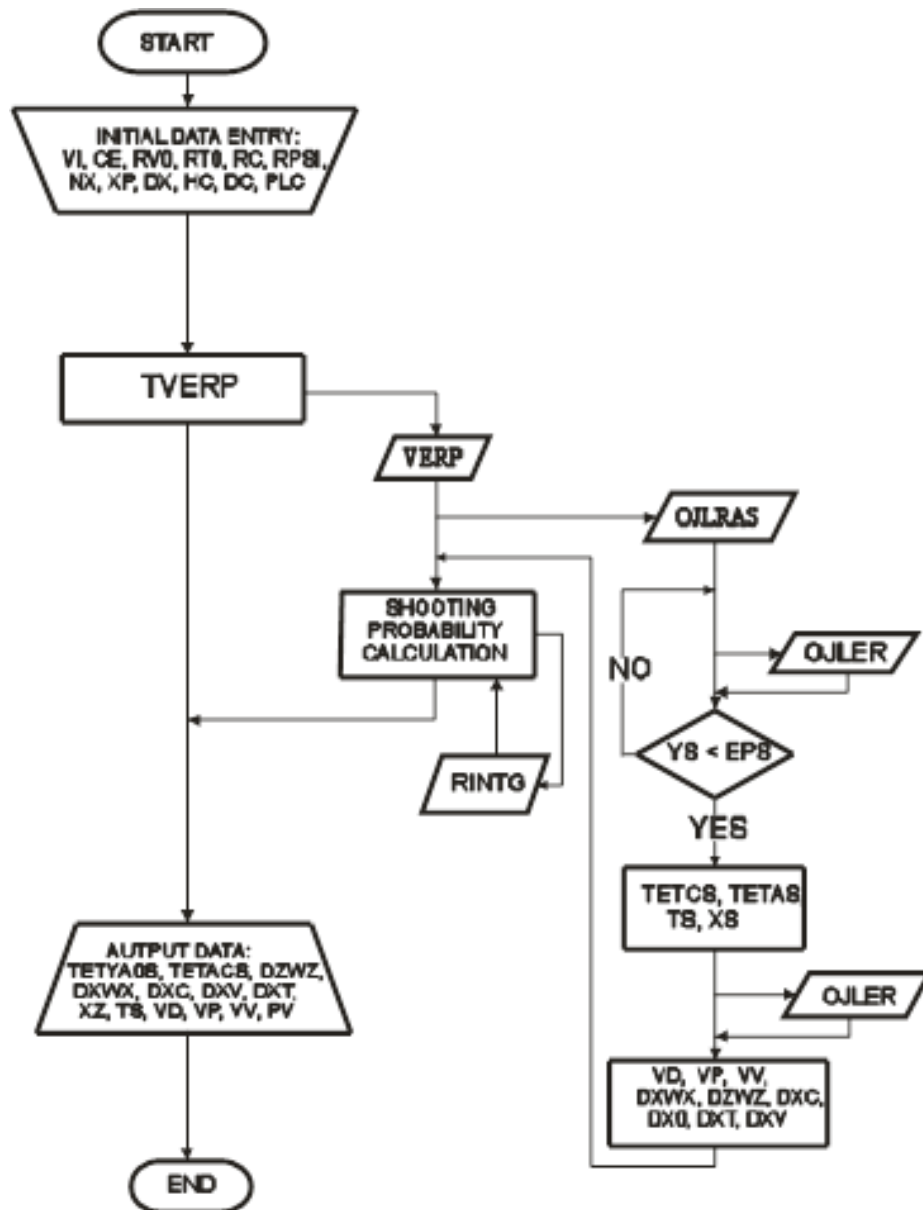 START
INITIAL DATA ENTRY:
VI, CE, RV0, RT0, RC, RPSI,
NX, XP, DX, HC, DC, PLC
TVERP
VERP
OJLRAS
SHOOTING
PROBABILITY
CALCULATION
NO
OJLER
YS < EPS
RINTG
YES
TETCS, TETAS
TS, XS
AUTPUT DATA:
TETYA0S, TETACS, DZWZ,
DXWX, DXC, DXV, DXT,
XZ, TS, VD, VP, VV, PV
OJLER
VD, VP, VV,
DXWX, DZWZ, DXC,
DX0, DXT, DXV
END